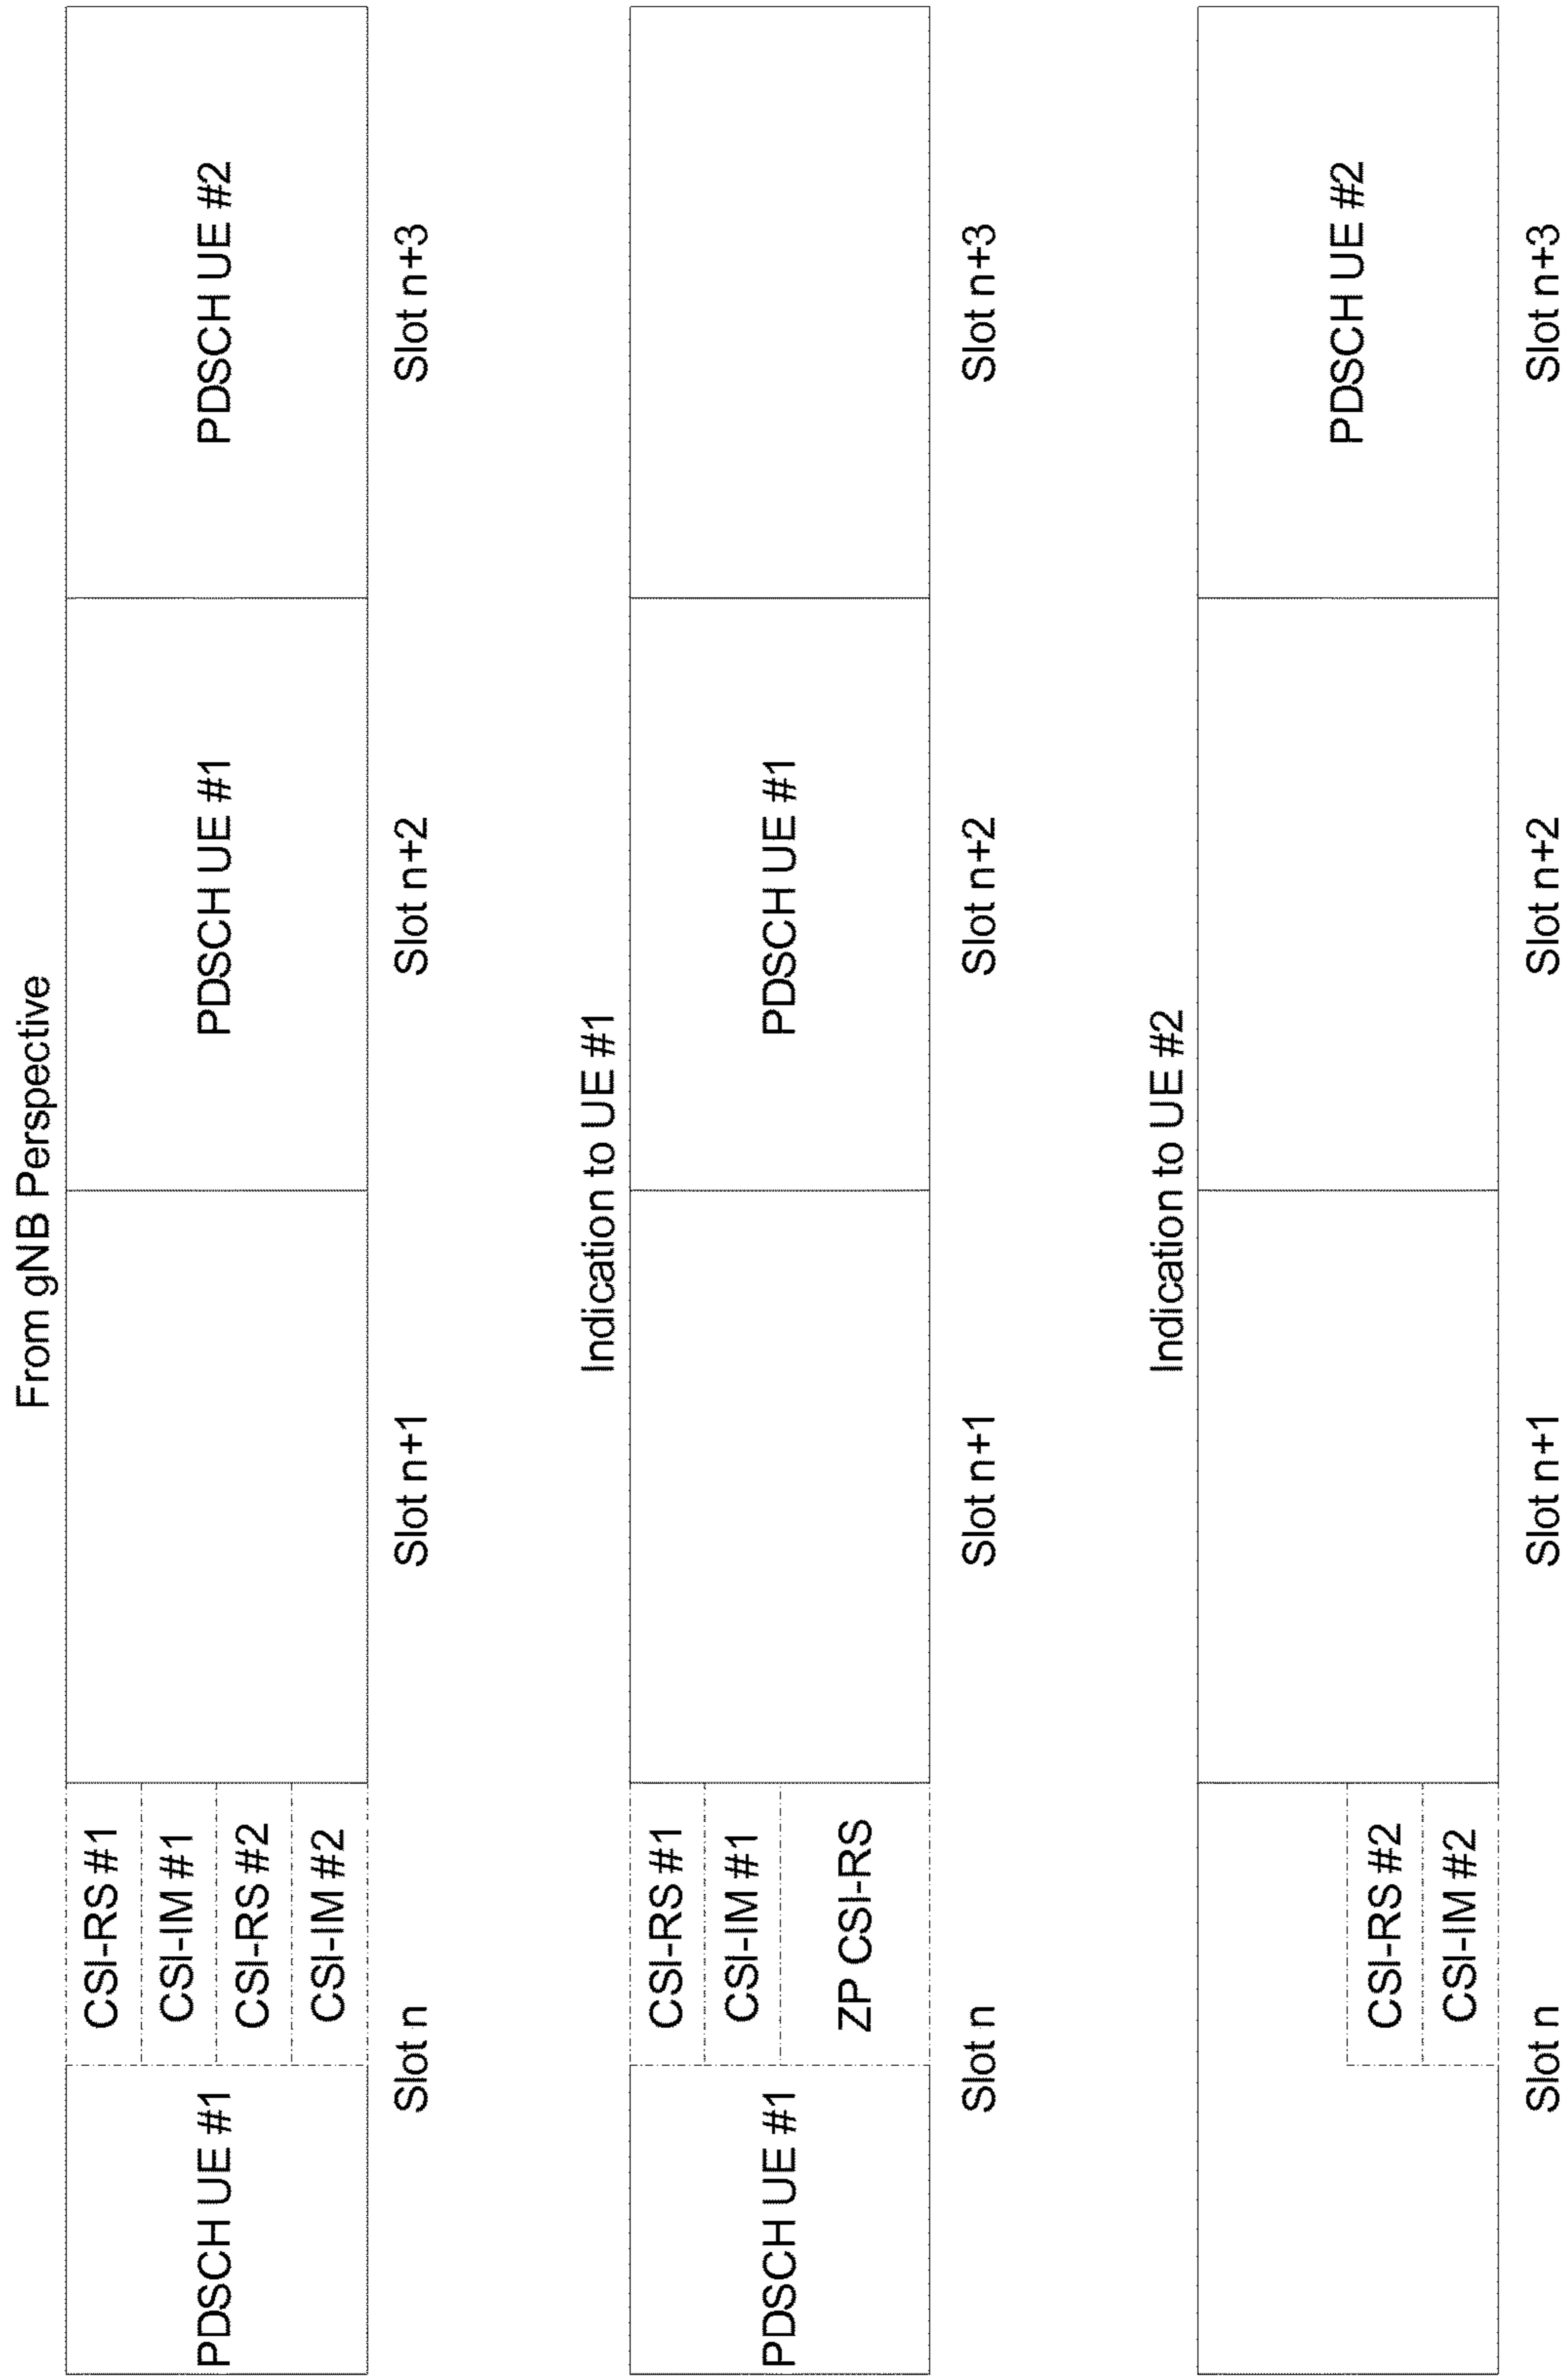 From gNB Perspective
PDSCH UE #1
CSI-RS #1
CSI-IM #1
CSI-RS #2
CSI-IM #2
PDSCH UE #1
PDSCH UE #2
Slot n
Slot n+1
Slot n+2
Slot n+3
Indication to UE #1
PDSCH UE #1
CSI-RS #1
CSI-IM #1
ZP CSI-RS
PDSCH UE #1
Slot n
Slot n+1
Slot n+2
Slot n+3
Indication to UE #2
CSI-RS #2
CSI-IM #2
PDSCH UE #2
Slot n
Slot n+1
Slot n+2
Slot n+3